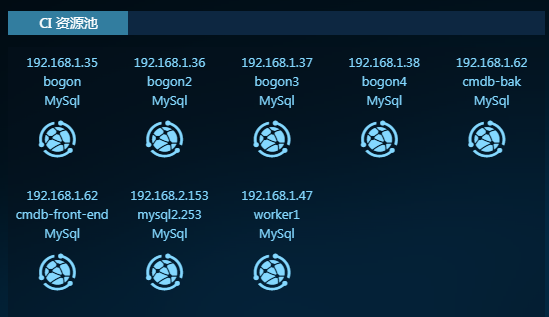 CI 资源池
192.168.1.35 192.168.1.36 192.168.1.37 192.168.1.38 192.168.1.62
bogon bogon2 bogon3 bogon4 cmdb-bak
MySql MySql MySql MySql MySql
192.168.1.62 192.168.2.153 192.168.1.47
cmdb-front-end mysql2.253 worker1
MySql MySql MySql